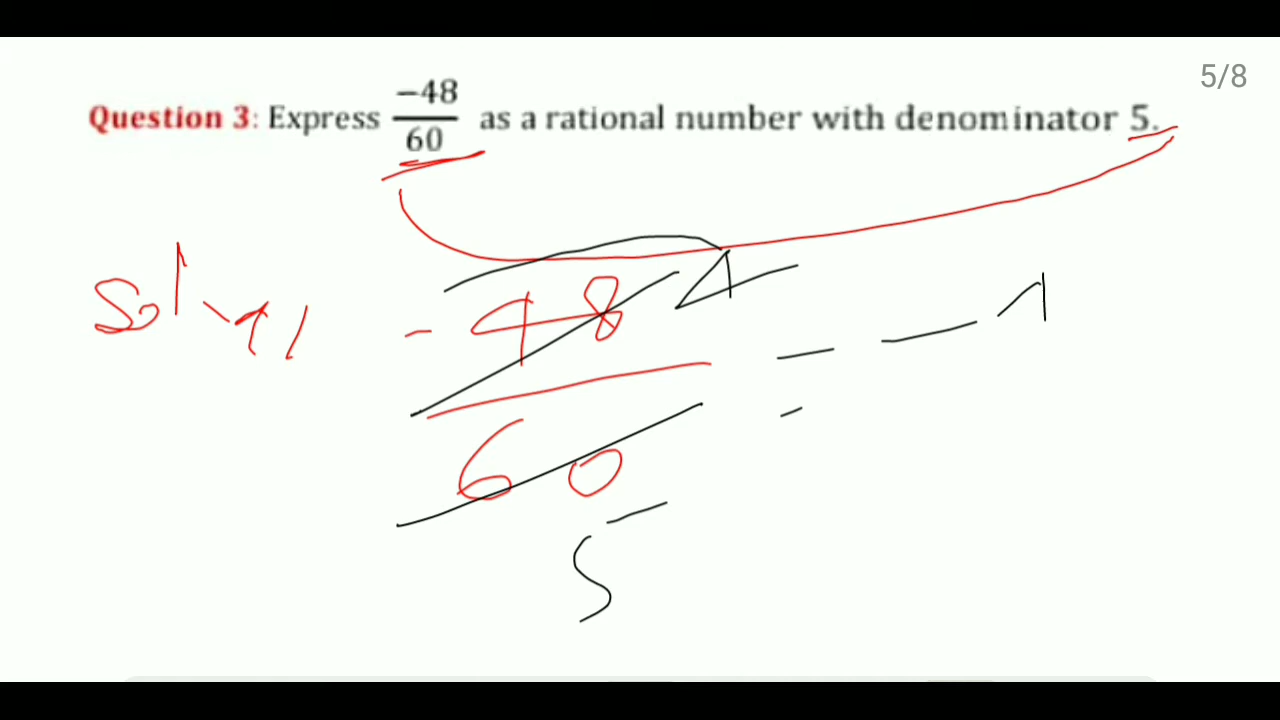 5/8
Question 3: Express −48/60 as a rational number with denominator 5.
Sol
- 48 4
60
5